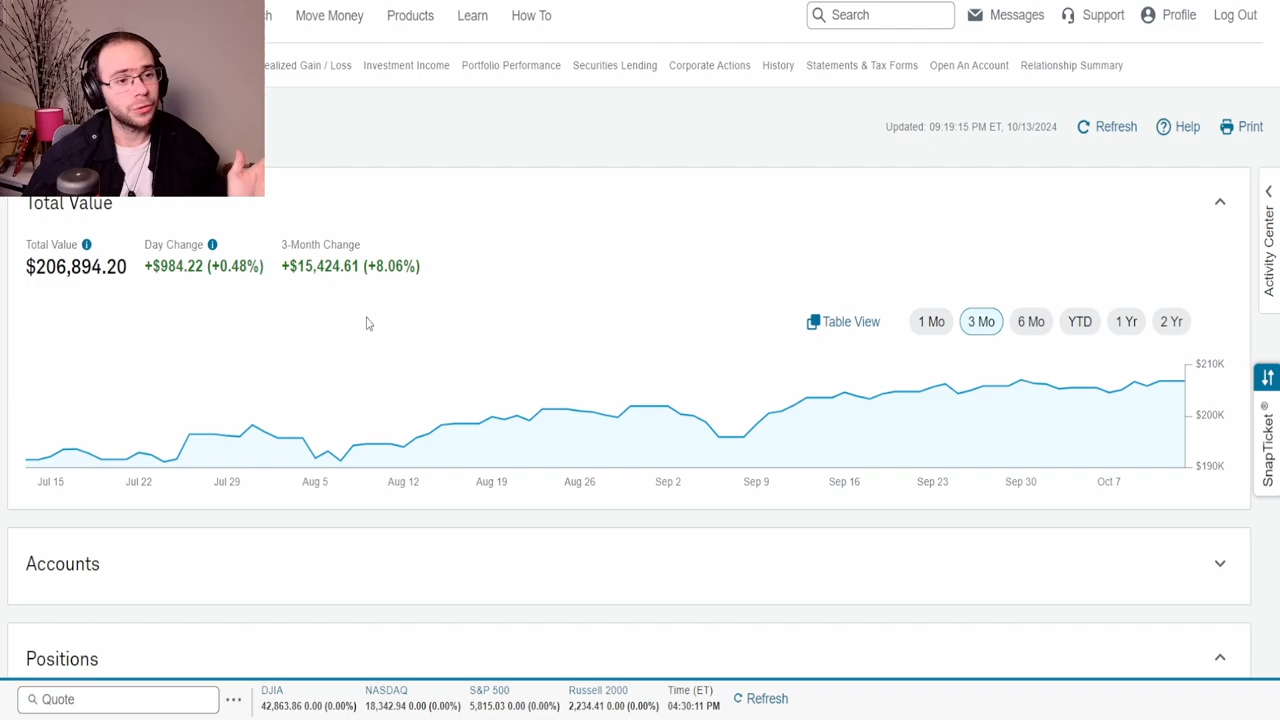 Move Money Products Learn How To Search Messages Support Profile Log Out
ealized Gain / Loss Investment Income Portfolio Performance Securities Lending Corporate Actions History Statements & Tax Forms Open An Account Relationship Summary
Updated: 09:19:15 PM ET, 10/13/2024 Refresh Help Print
Total Value
Total Value Day Change 3-Month Change
$206,894.20 +$984.22 (+0.48%) +$15,424.61 (+8.06%)
Table View 1 Mo 3 Mo 6 Mo YTD 1 Yr 2 Yr
$210K
$200K
$190K
Jul 15 Jul 22 Jul 29 Aug 5 Aug 12 Aug 19 Aug 26 Sep 2 Sep 9 Sep 16 Sep 23 Sep 30 Oct 7
Activity Center
SnapTicket ®
Accounts
Positions
Quote
DJIA NASDAQ S&P 500 Russell 2000 Time (ET)
42,863.86 0.00 (0.00%) 18,342.94 0.00 (0.00%) 5,815.03 0.00 (0.00%) 2,234.41 0.00 (0.00%) 04:30:11 PM
Refresh